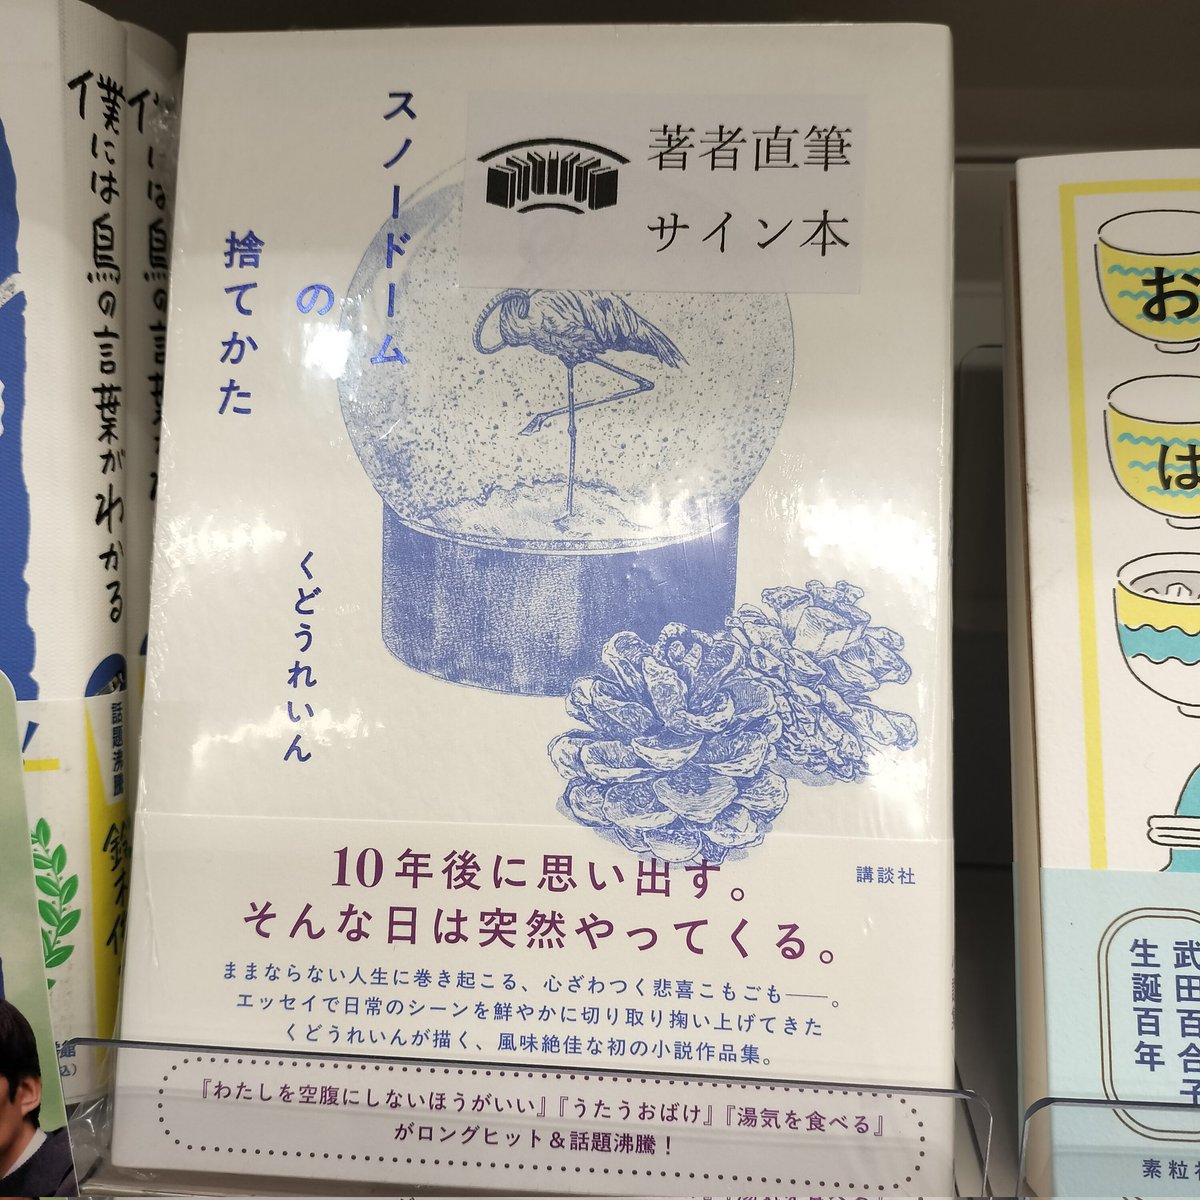 スノードーム
の
捨てかた
くどうれいん
著者直筆
サイン本
講談社
10年後に思い出す。
そんな日は突然やってくる。
ままならない人生に巻き起こる、心ざわつく悲喜こもごも──。
エッセイで日常のシーンを鮮やかに切り取り掬い上げてきた
くどうれいんが描く、風味絶佳な初の小説作品集。
『わたしを空腹にしないほうがいい』『うたうおばけ』『湯気を食べる』
がロングヒット&話題沸騰！
僕には鳥の言葉がわかる
話題沸騰
お
は
武田百合子
生誕百年